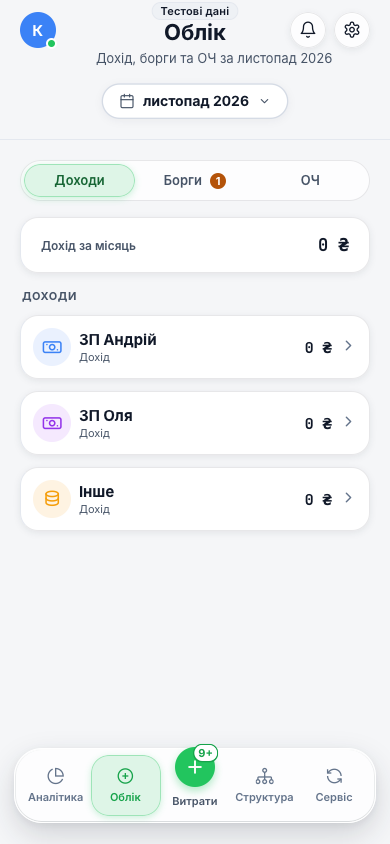 Тестові дані
К
Облік
Дохід, борги та ОЧ за листопад 2026
листопад 2026
Доходи
Борги 1
ОЧ
Дохід за місяць 0 ₴
ДОХОДИ
ЗП Андрій
Дохід
0 ₴
ЗП Оля
Дохід
0 ₴
Інше
Дохід
0 ₴
9+
Аналітика
Облік
Витрати
Структура
Сервіс